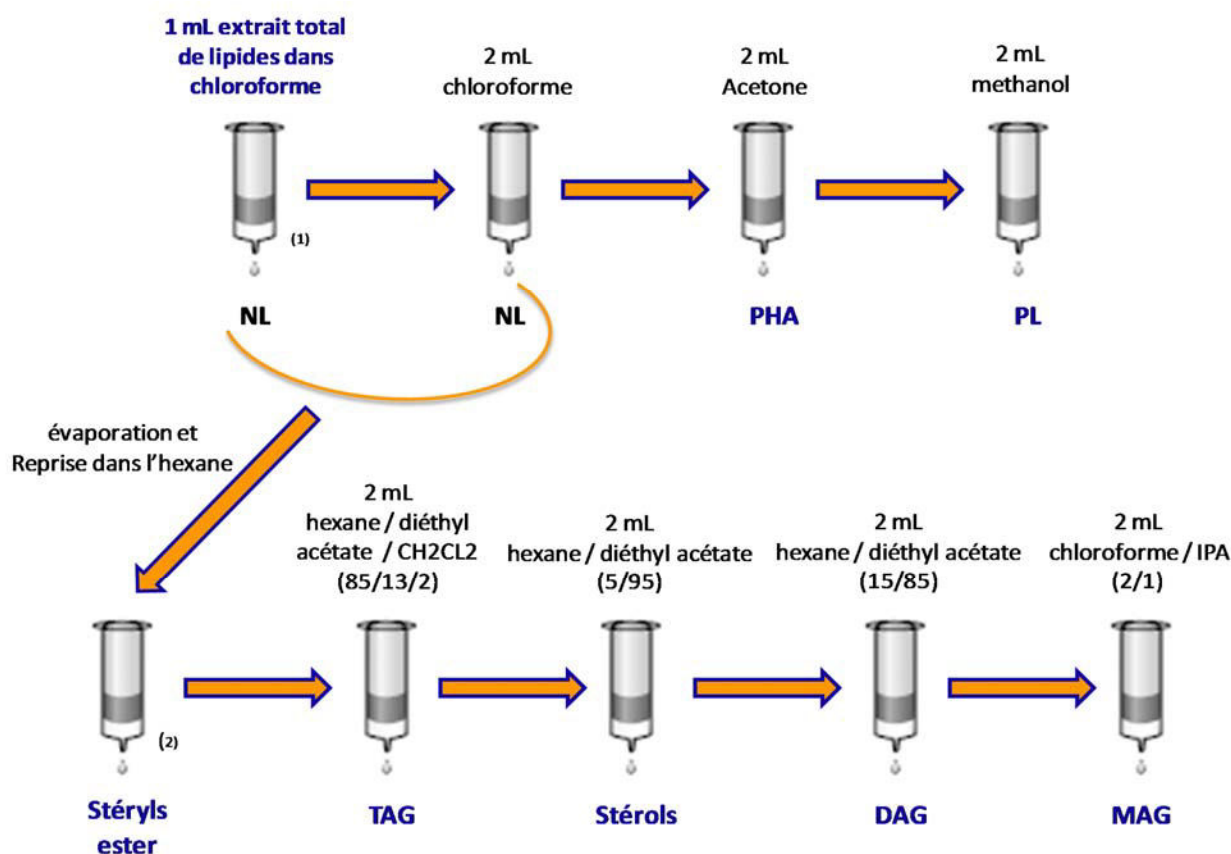 1 mL extrait total
de lipides dans
chloroforme
2 mL
chloroforme
2 mL
Acetone
2 mL
methanol
(1)
NL
NL
PHA
PL
évaporation et
Reprise dans l'hexane
2 mL
hexane / diéthyl
acétate / CH2CL2
(85/13/2)
2 mL
hexane / diéthyl acétate
(5/95)
2 mL
hexane / diéthyl acétate
(15/85)
2 mL
chloroforme / IPA
(2/1)
(2)
Stéryls
ester
TAG
Stérols
DAG
MAG